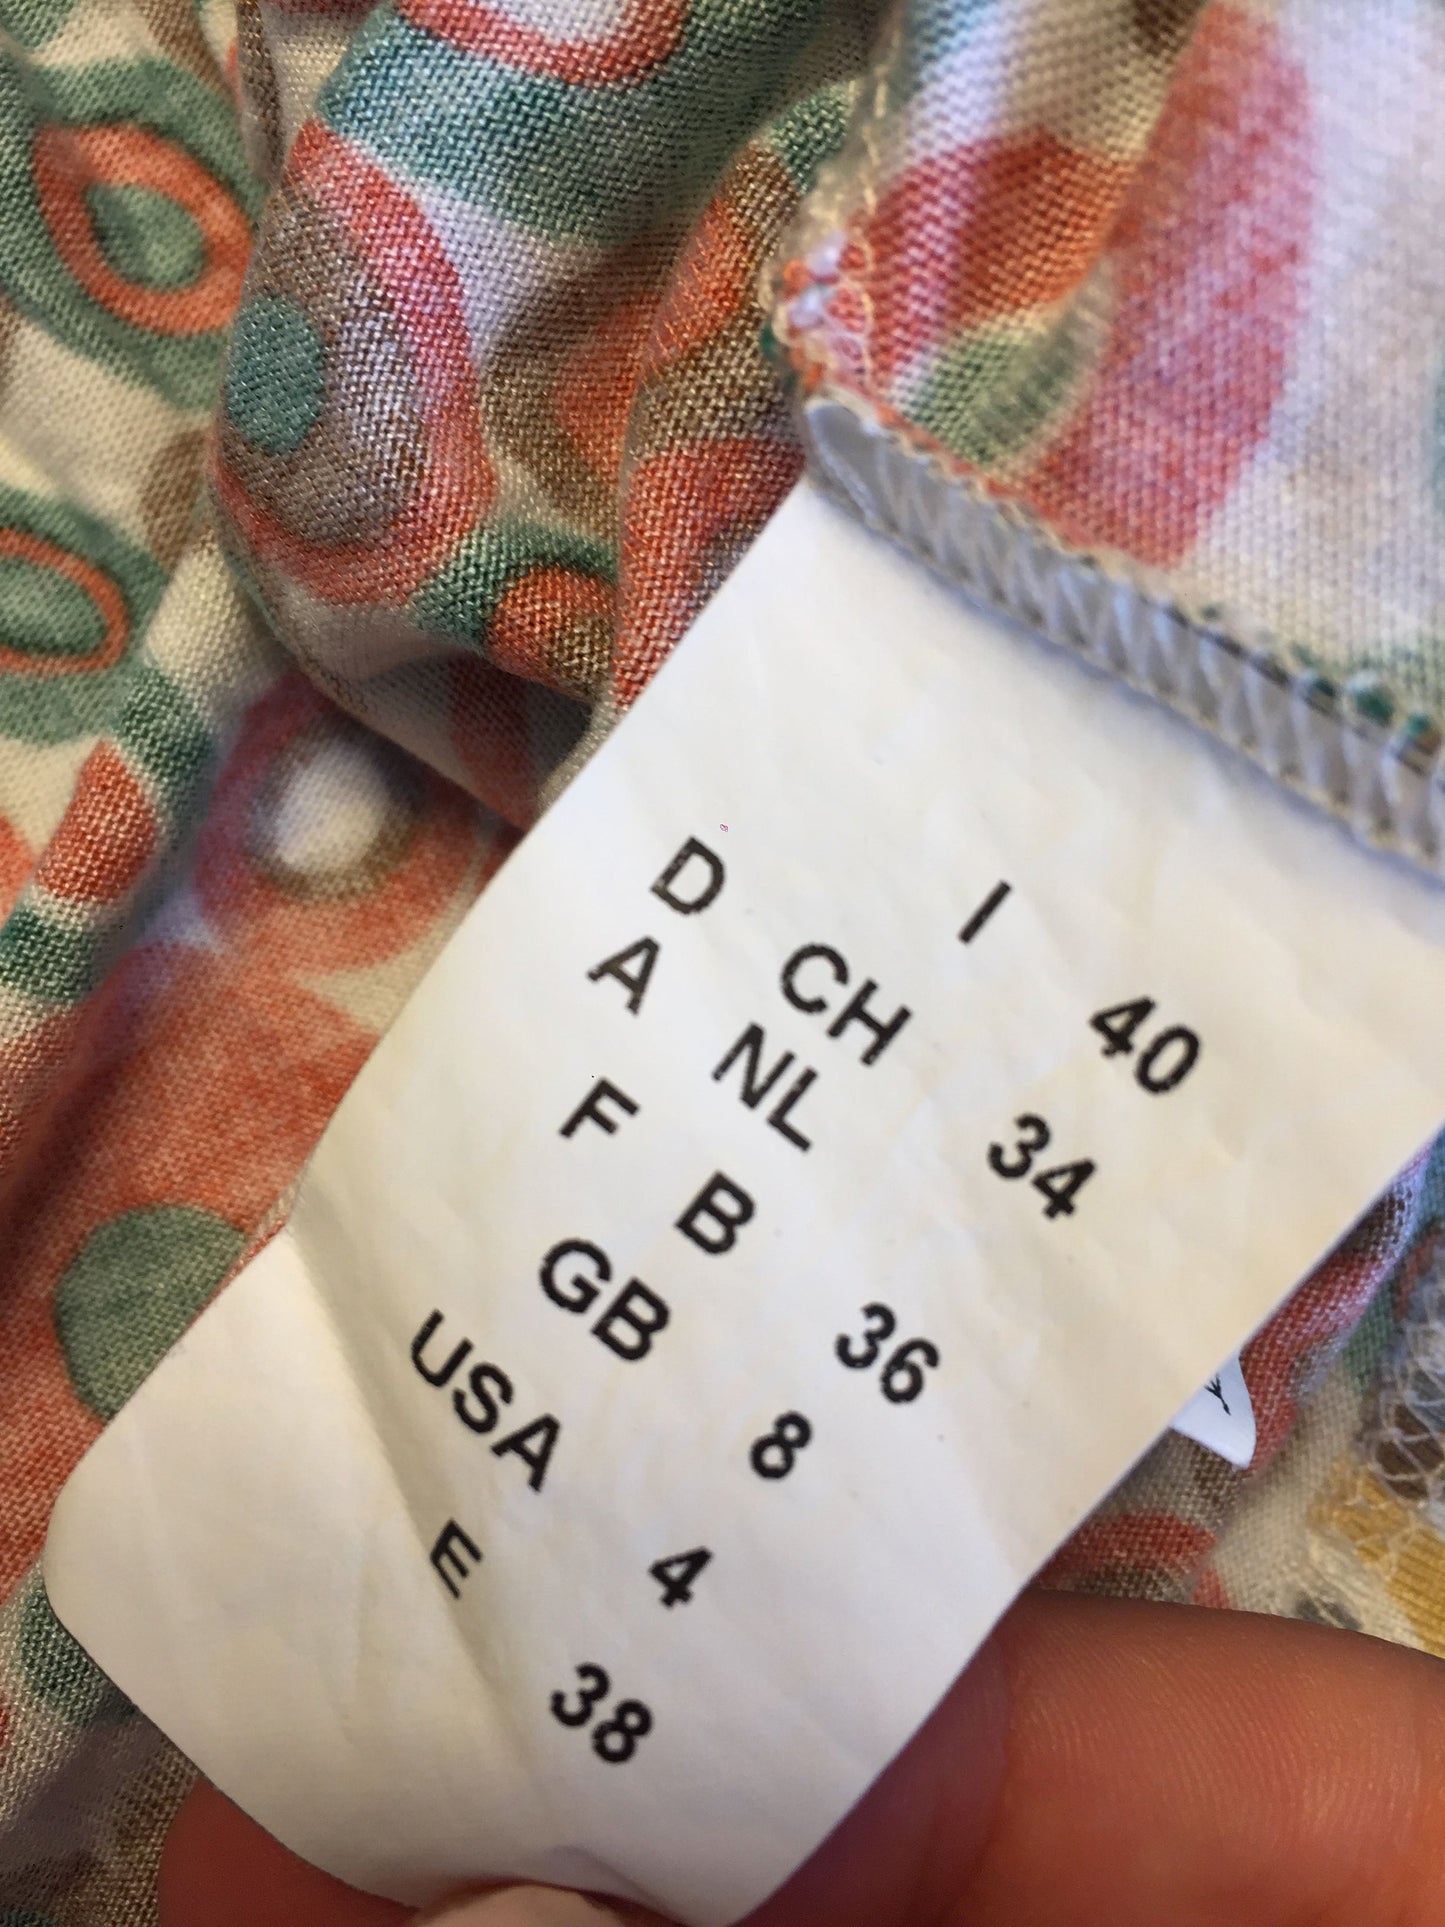 I 40
D CH 34
A NL
F B 36
GB 8
USA 4
E 38